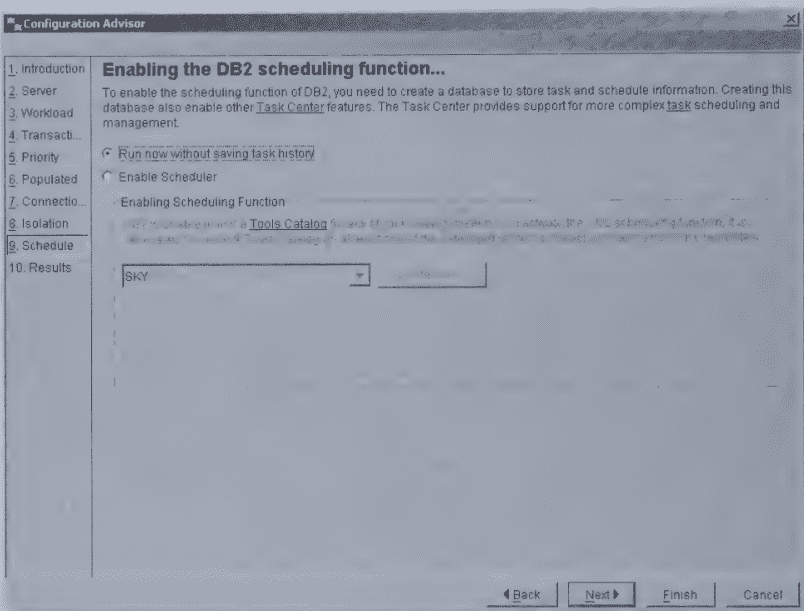 Configuration Advisor
1. Introduction
2. Server
3. Workload
4. Transacti...
5. Priority
6. Populated
7. Connectio...
8. Isolation
9. Schedule
10. Results
Enabling the DB2 scheduling function...
To enable the scheduling function of DB2, you need to create a database to store task and schedule information. Creating this
database also enable other Task Center features. The Task Center provides support for more complex task scheduling and
management.
Run now without saving task history
Enable Scheduler
Enabling Scheduling Function
a Tools Catalog
SKY
Back
Next
Finish
Cancel